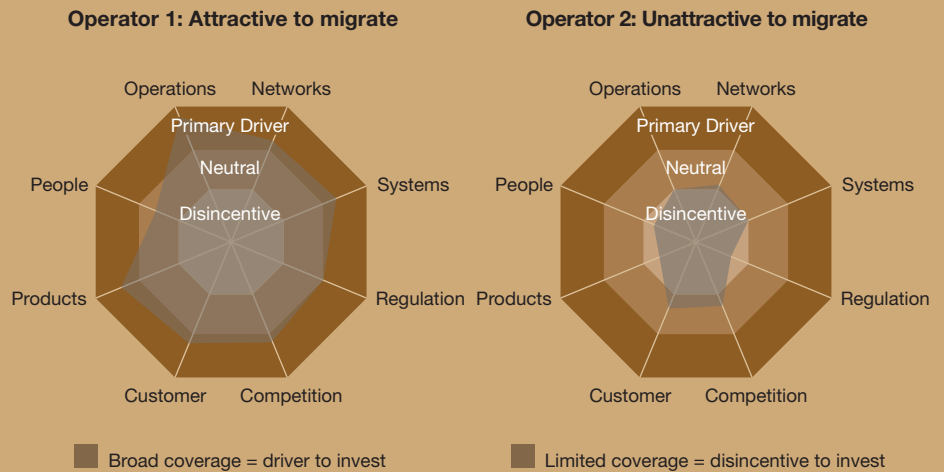 Operator 1: Attractive to migrate
Operations Networks
Primary Driver
Neutral
People
Systems
Disincentive
Products
Regulation
Customer Competition
Broad coverage = driver to invest
Operator 2: Unattractive to migrate
Operations Networks
Primary Driver
Neutral
People
Systems
Disincentive
Products
Regulation
Customer Competition
Limited coverage = disincentive to invest